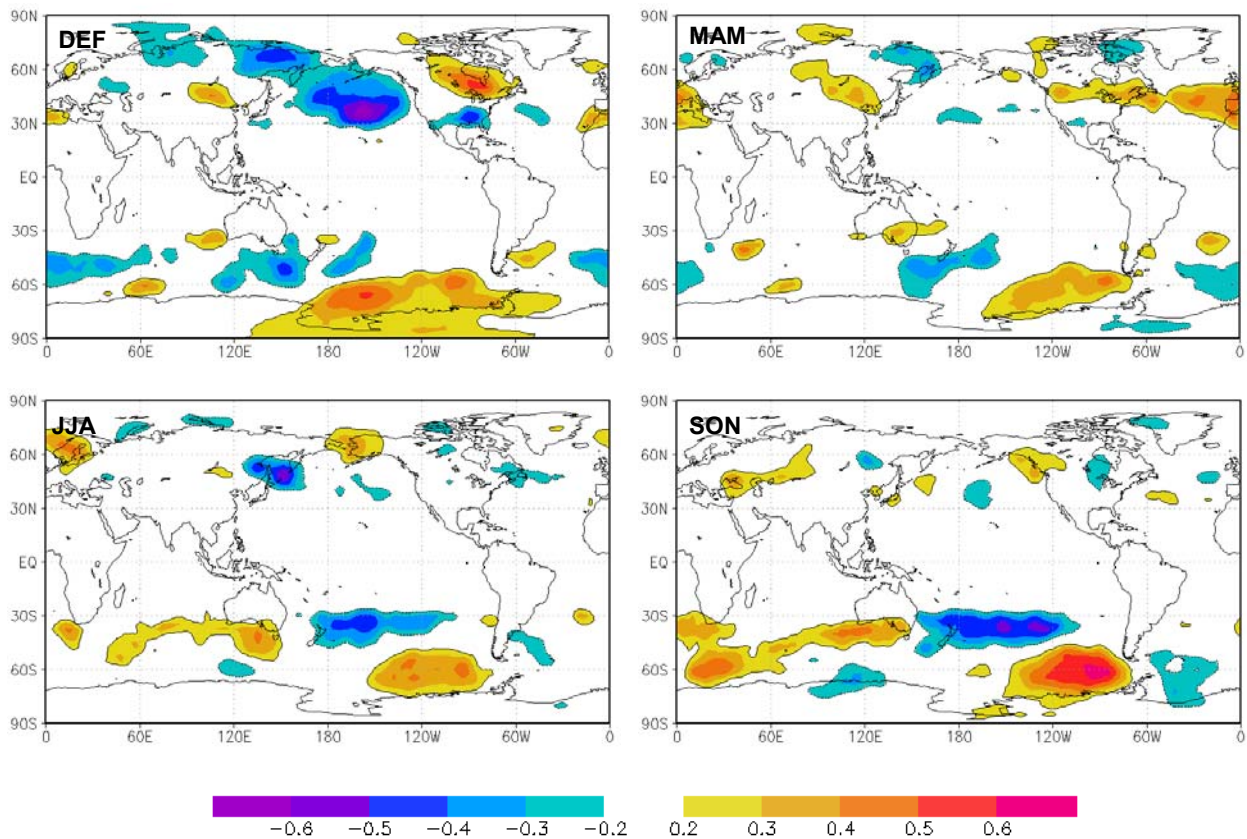 90N 90N
DEF MAM
60N 60N
30N 30N
EQ EQ
30S 30S
60S 60S
90S 90S
0 60E 120E 180 120W 60W 0 0 60E 120E 180 120W 60W 0
90N 90N
JJA SON
60N 60N
30N 30N
EQ EQ
30S 30S
60S 60S
90S 90S
0 60E 120E 180 120W 60W 0 0 60E 120E 180 120W 60W 0
-0.6 -0.5 -0.4 -0.3 -0.2 0.2 0.3 0.4 0.5 0.6